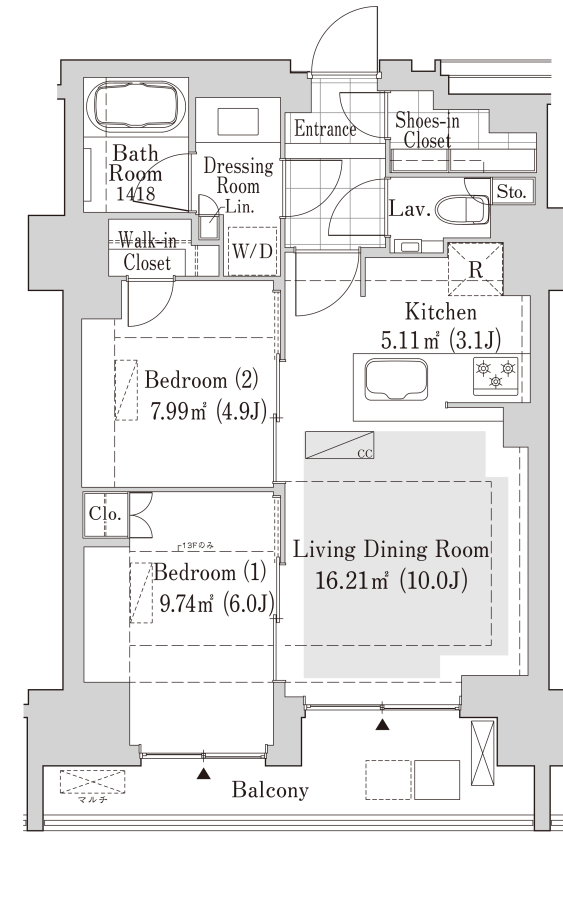 Entrance
Shoes-in
Closet
Bath
Room
1418
Dressing
Room
Lin.
Lav.
Sto.
Walk-in
Closet
W/D
R
Kitchen
5.11㎡ (3.1J)
Bedroom (2)
7.99㎡ (4.9J)
CC
Clo.
13Fのみ
Living Dining Room
16.21㎡ (10.0J)
Bedroom (1)
9.74㎡ (6.0J)
Balcony
マルチ